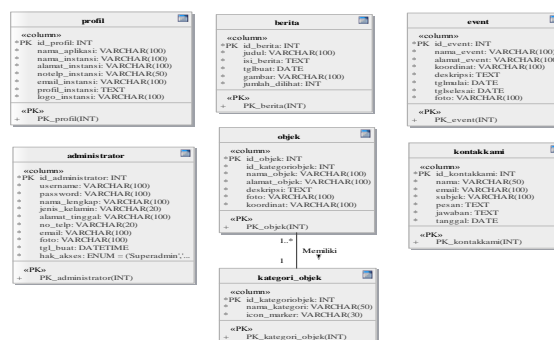 profil
«column»
*PK id_profil: INT
* nama_aplikasi: VARCHAR(100)
* nama_instansi: VARCHAR(100)
* alamat_instansi: VARCHAR(100)
* notelp_instansi: VARCHAR(50)
* email_instansi: VARCHAR(100)
* profil_instansi: TEXT
* logo_instansi: VARCHAR(100)
«PK»
+ PK_profil(INT)
berita
«column»
*PK id_berita: INT
* judul: VARCHAR(100)
* isi_berita: TEXT
* tglbuat: DATE
* gambar: VARCHAR(100)
* jumlah_dilihat: INT
«PK»
+ PK_berita(INT)
event
«column»
*PK id_event: INT
* nama_event: VARCHAR(100)
* alamat_event: VARCHAR(100)
* koordinat: VARCHAR(100)
* deskripsi: TEXT
* tglmulai: DATE
* tglselesai: DATE
* foto: VARCHAR(100)
«PK»
+ PK_event(INT)
administrator
«column»
*PK id_administrator: INT
* username: VARCHAR(100)
* password: VARCHAR(100)
* nama_lengkap: VARCHAR(100)
* jenis_kelamin: VARCHAR(20)
* alamat_tinggal: VARCHAR(100)
* no_telp: VARCHAR(20)
* email: VARCHAR(100)
* foto: VARCHAR(100)
* tgl_buat: DATETIME
* hak_akses: ENUM = ('Superadmin','...
«PK»
+ PK_administrator(INT)
objek
«column»
*PK id_objek: INT
* id_kategoriobjek: INT
* nama_objek: VARCHAR(100)
* alamat_objek: VARCHAR(100)
* deskripsi: TEXT
* foto: VARCHAR(100)
* koordinat: VARCHAR(100)
«PK»
+ PK_objek(INT)
kontakkami
«column»
*PK id_kontakkami: INT
* nama: VARCHAR(50)
* email: VARCHAR(100)
* subjek: VARCHAR(100)
* pesan: TEXT
* jawaban: TEXT
* tanggal: DATE
«PK»
+ PK_kontakkami(INT)
1..*
Memiliki
1
kategori_objek
«column»
*PK id_kategoriobjek: INT
* nama_kategori: VARCHAR(50)
* icon_marker: VARCHAR(30)
«PK»
+ PK_kategori_objek(INT)